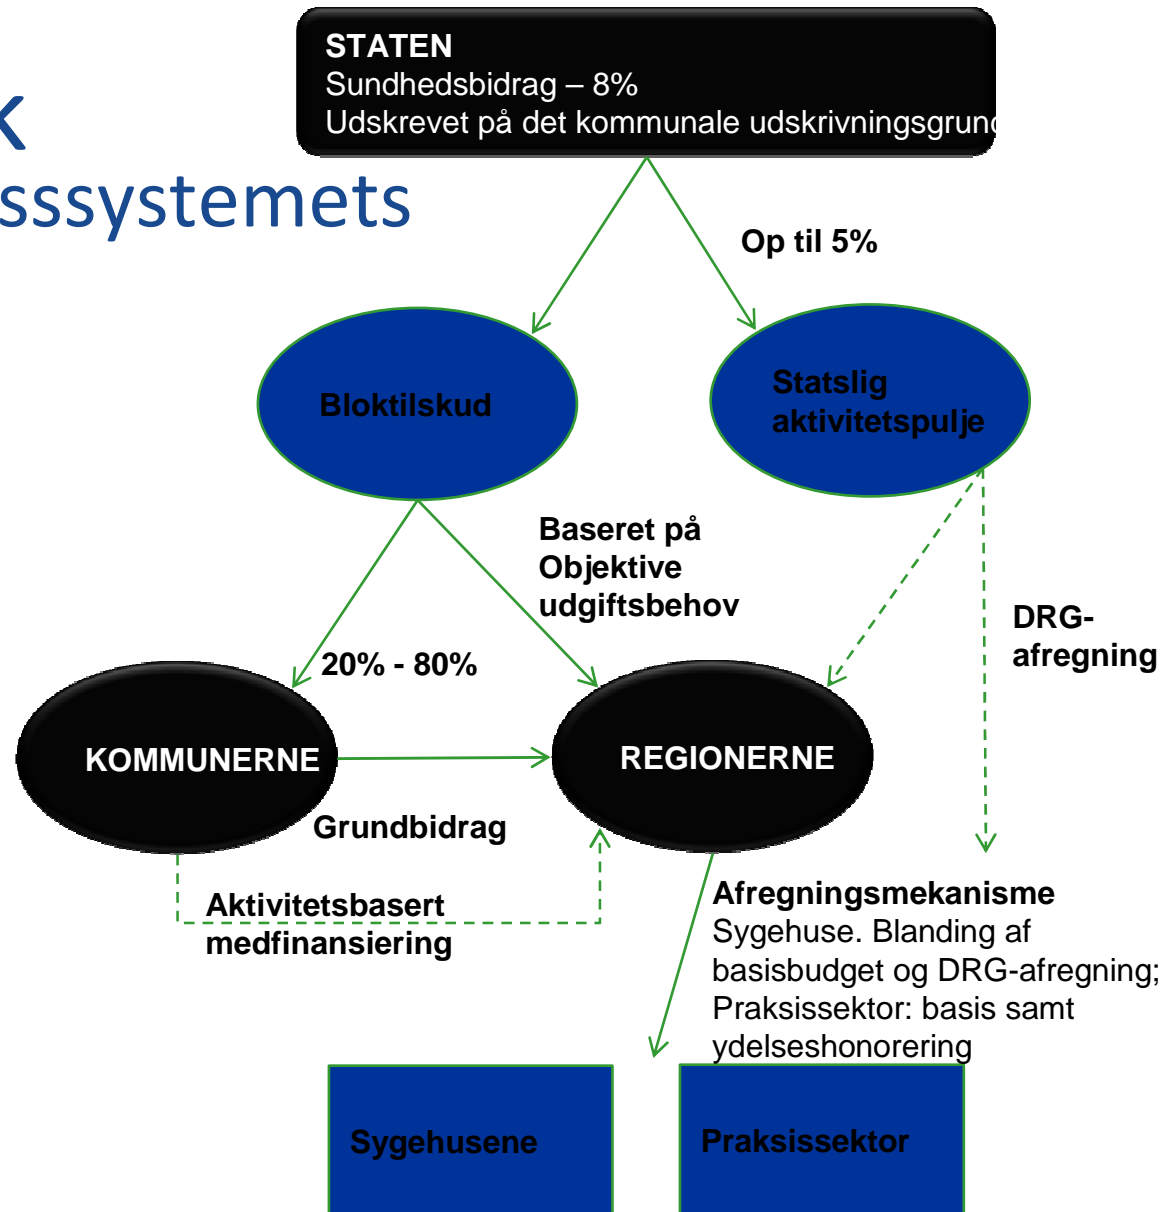 STATEN
Sundhedsbidrag – 8%
Udskrevet på det kommunale udskrivningsgrund
k
sssystemets
Op til 5%
Bloktilskud
Statslig
aktivitetspulje
Baseret på
Objektive
udgiftsbehov
DRG-
afregning
20% - 80%
KOMMUNERNE
REGIONERNE
Grundbidrag
Aktivitetsbasert
medfinansiering
Afregningsmekanisme
Sygehuse. Blanding af
basisbudget og DRG-afregning;
Praksissektor: basis samt
ydelseshonorering
Sygehusene
Praksissektor